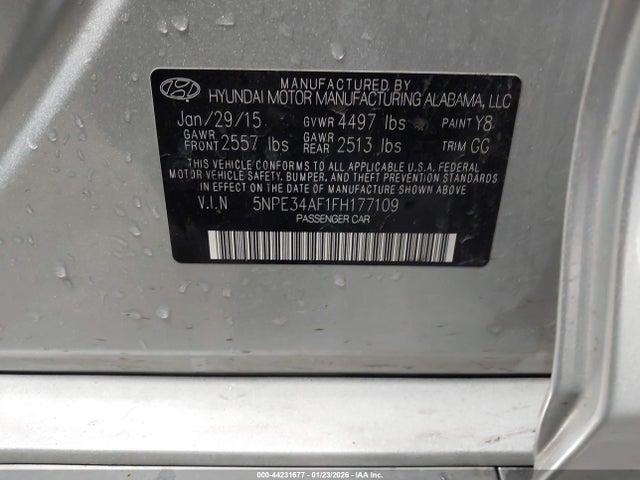 MANUFACTURED BY
HYUNDAI MOTOR MANUFACTURING ALABAMA, LLC
Jan/29/15 GVWR 4497 lbs PAINT Y8
GAWR FRONT 2557 lbs GAWR REAR 2513 lbs TRIM GG
THIS VEHICLE CONFORMS TO ALL APPLICABLE U.S.A. FEDERAL
MOTOR VEHICLE SAFETY, BUMPER, AND THEFT PREVENTION
STANDARDS IN EFFECT ON THE DATE OF MANUFACTURE SHOWN ABOVE
V.I.N 5NPE34AF1FH177109
PASSENGER CAR
000-44231677 - 01/23/2026 - IAAI.COM